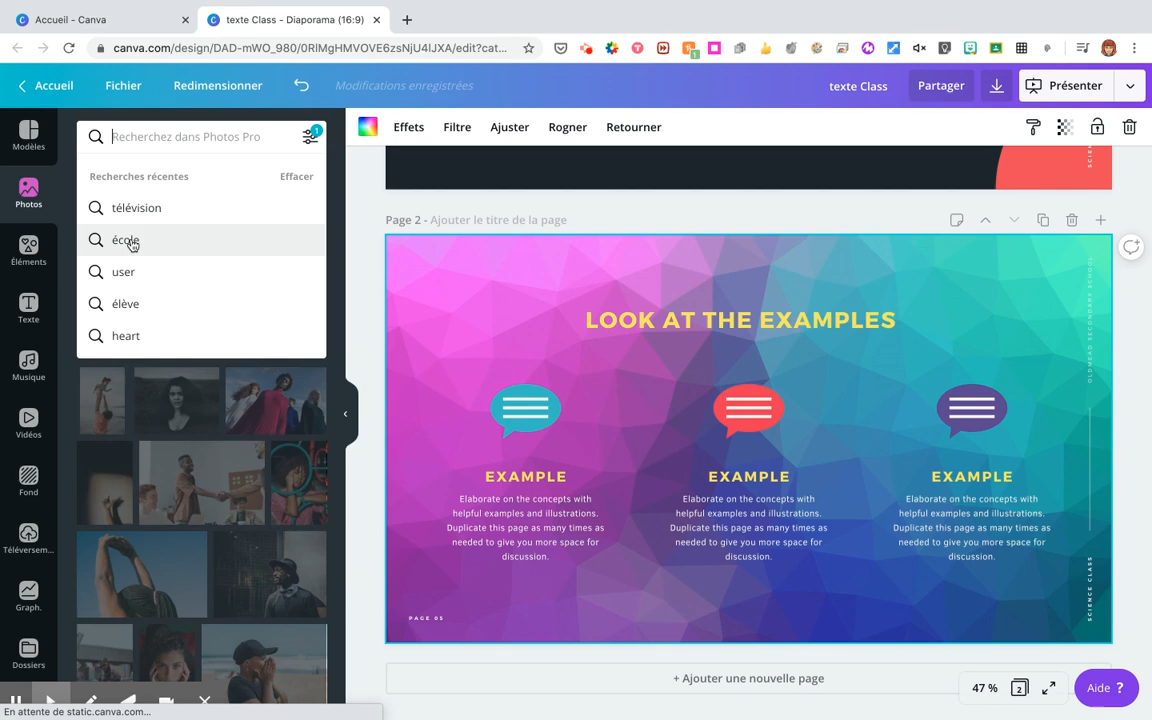 Accueil - Canva
texte Class - Diaporama (16:9)
canva.com/design/DAD-mWO_980/0RlMgHMVOVE6zsNjU4lJXA/edit?cat...
Accueil
Fichier
Redimensionner
Modifications enregistrées
texte Class
Partager
Présenter
Modèles
Photos
Éléments
Texte
Musique
Vidéos
Fond
Téléversem...
Graph.
Dossiers
Recherchez dans Photos Pro
1
Recherches récentes
Effacer
télévision
école
user
élève
heart
Effets
Filtre
Ajuster
Rogner
Retourner
Page 2 - Ajouter le titre de la page
LOOK AT THE EXAMPLES
EXAMPLE
Elaborate on the concepts with
helpful examples and illustrations.
Duplicate this page as many times as
needed to give you more space for
discussion.
EXAMPLE
Elaborate on the concepts with
helpful examples and illustrations.
Duplicate this page as many times as
needed to give you more space for
discussion.
EXAMPLE
Elaborate on the concepts with
helpful examples and illustrations.
Duplicate this page as many times as
needed to give you more space for
discussion.
OLDMEAD SECONDARY SCHOOL
SCIENCE CLASS
PAGE 05
+ Ajouter une nouvelle page
47 %
2
Aide ?
En attente de static.canva.com...